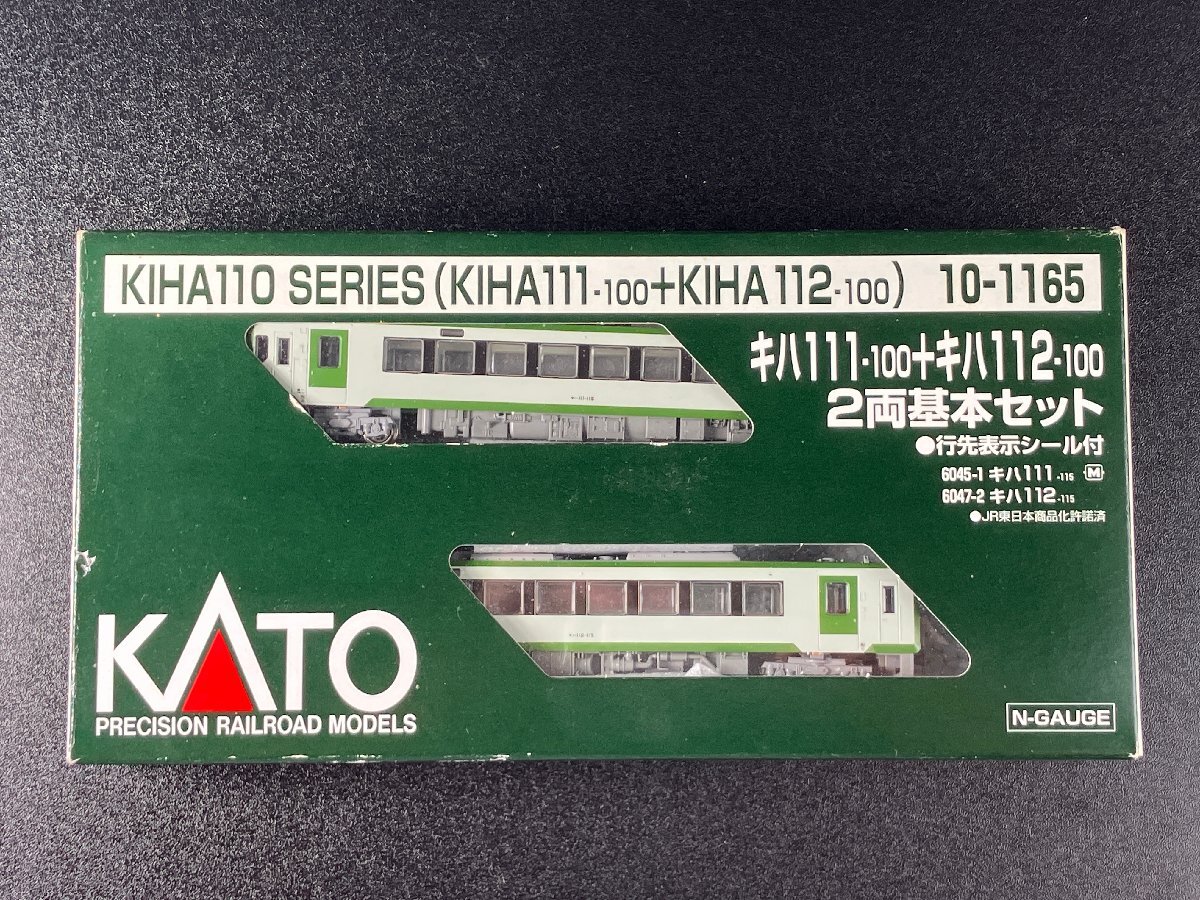 KIHA110 SERIES (KIHA111-100+KIHA112-100) 10-1165
キハ111-100+キハ112-100
2両基本セット
●行先表示シール付
6045-1 キハ111-115 M
6047-2 キハ112-115
●JR東日本商品化許諾済
KATO
PRECISION RAILROAD MODELS
N-GAUGE